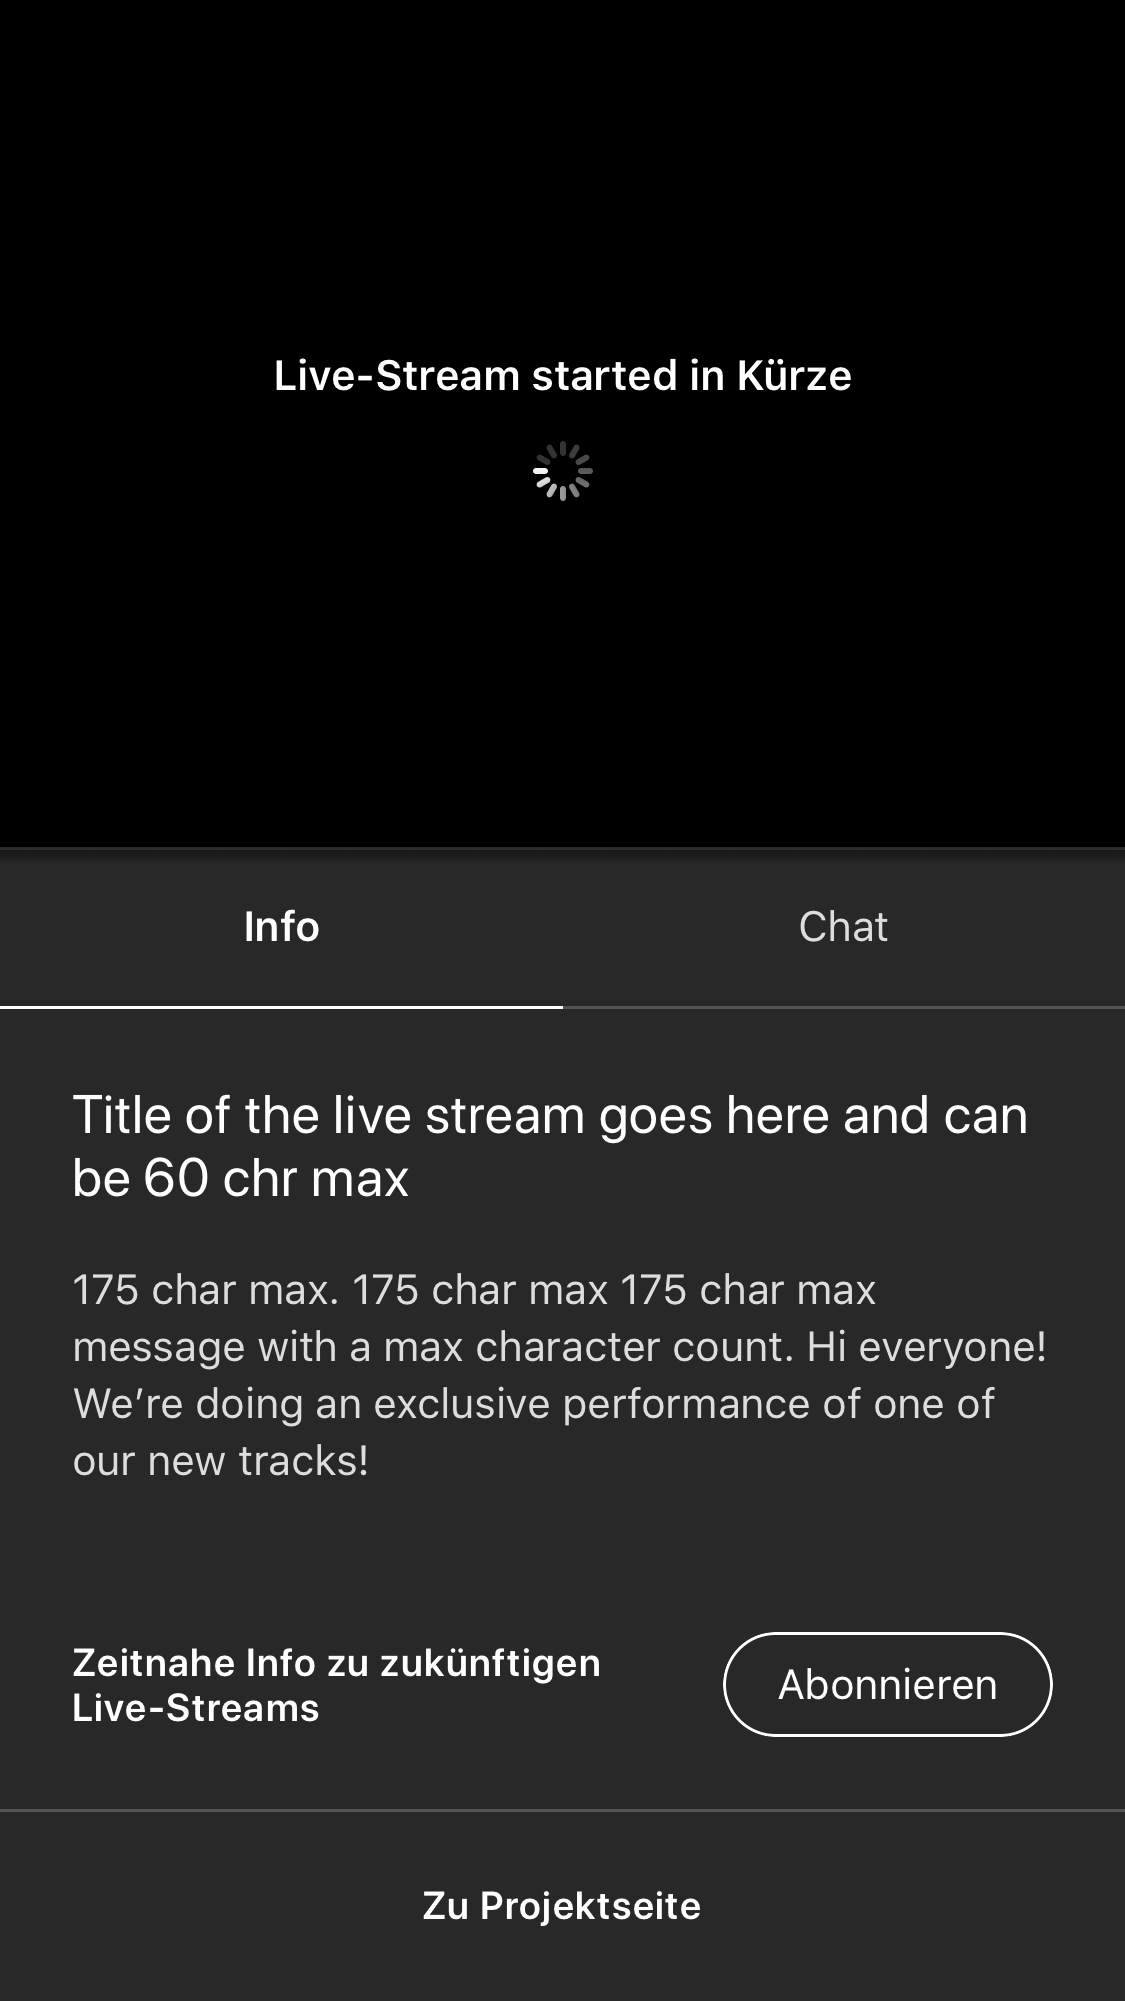 Live-Stream started in Kürze
Info
Chat
Title of the live stream goes here and can
be 60 chr max
175 char max. 175 char max 175 char max
message with a max character count. Hi everyone!
We’re doing an exclusive performance of one of
our new tracks!
Zeitnahe Info zu zukünftigen
Live-Streams
Abonnieren
Zu Projektseite